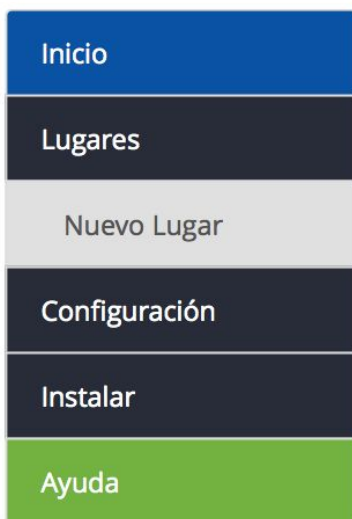 Inicio
Lugares
Nuevo Lugar
Configuración
Instalar
Ayuda